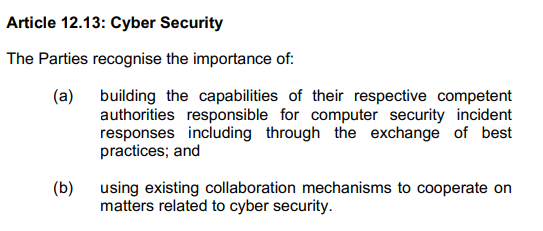 Article 12.13: Cyber Security
The Parties recognise the importance of:
(a) building the capabilities of their respective competent
authorities responsible for computer security incident
responses including through the exchange of best
practices; and
(b) using existing collaboration mechanisms to cooperate on
matters related to cyber security.